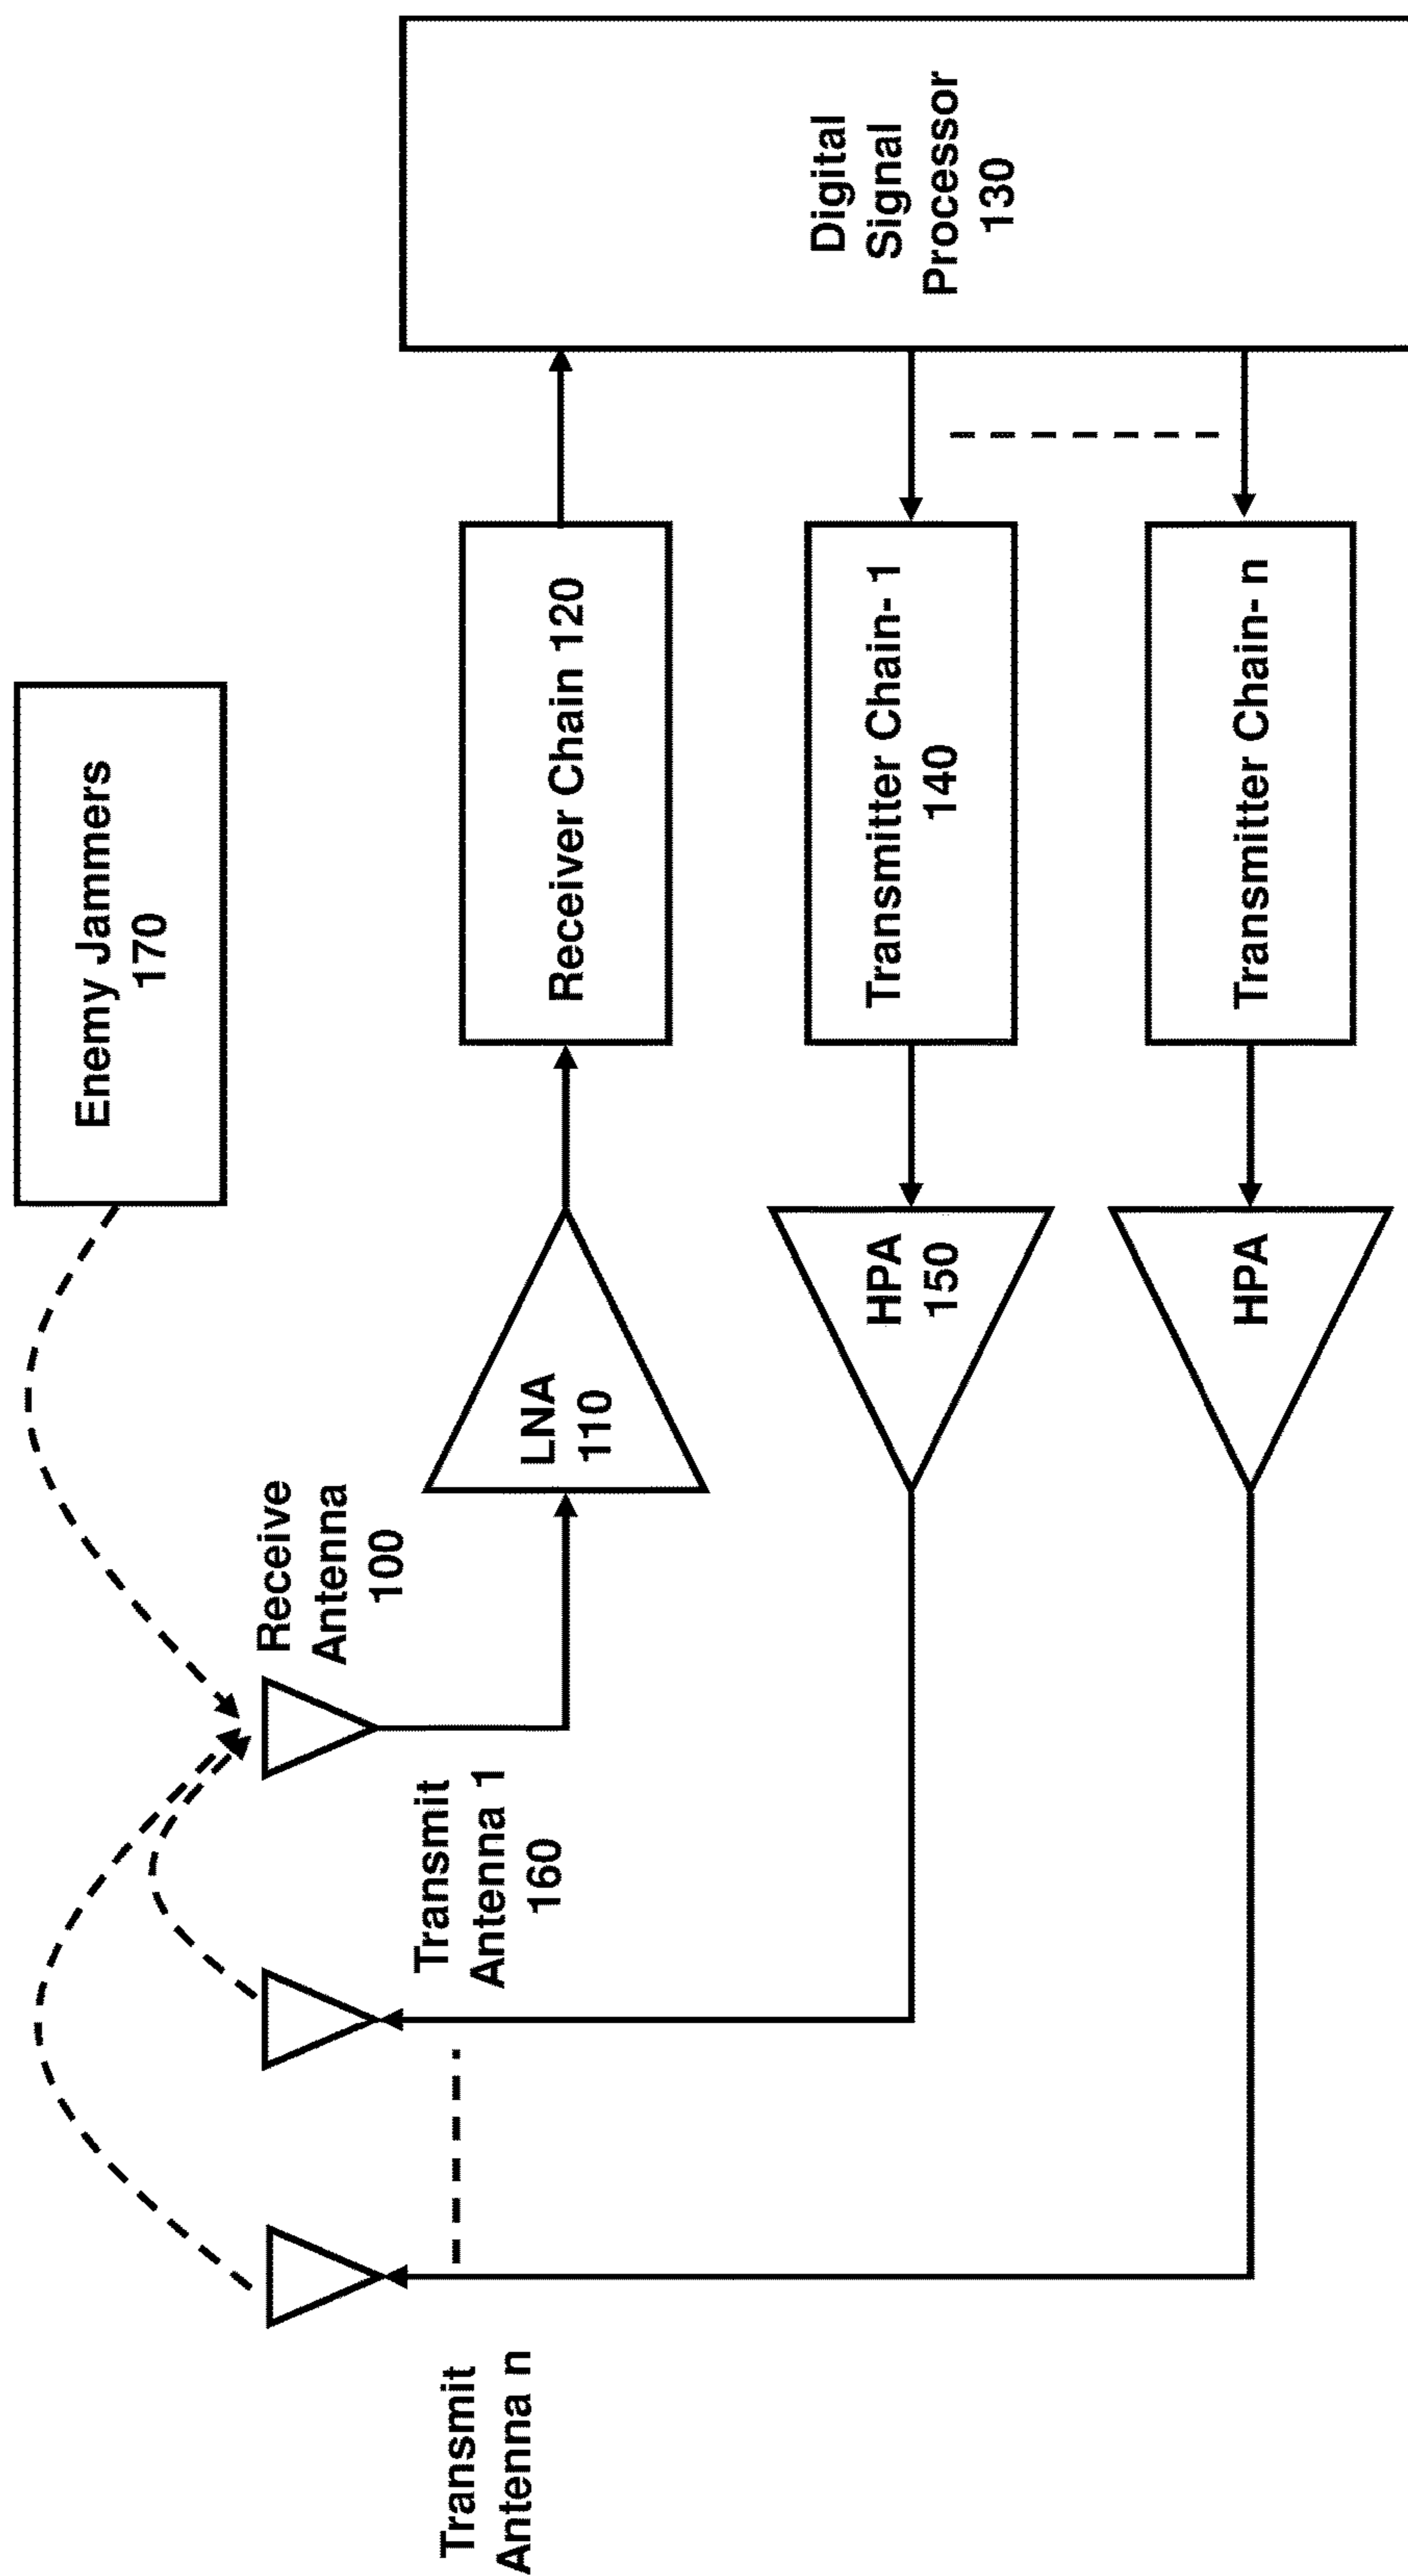 Enemy Jammers
170
Receive
Antenna
100
Transmit
Antenna n
Transmit
Antenna 1
160
LNA
110
Receiver Chain 120
Digital
Signal
Processor
130
HPA
150
Transmitter Chain- 1
140
HPA
Transmitter Chain- n